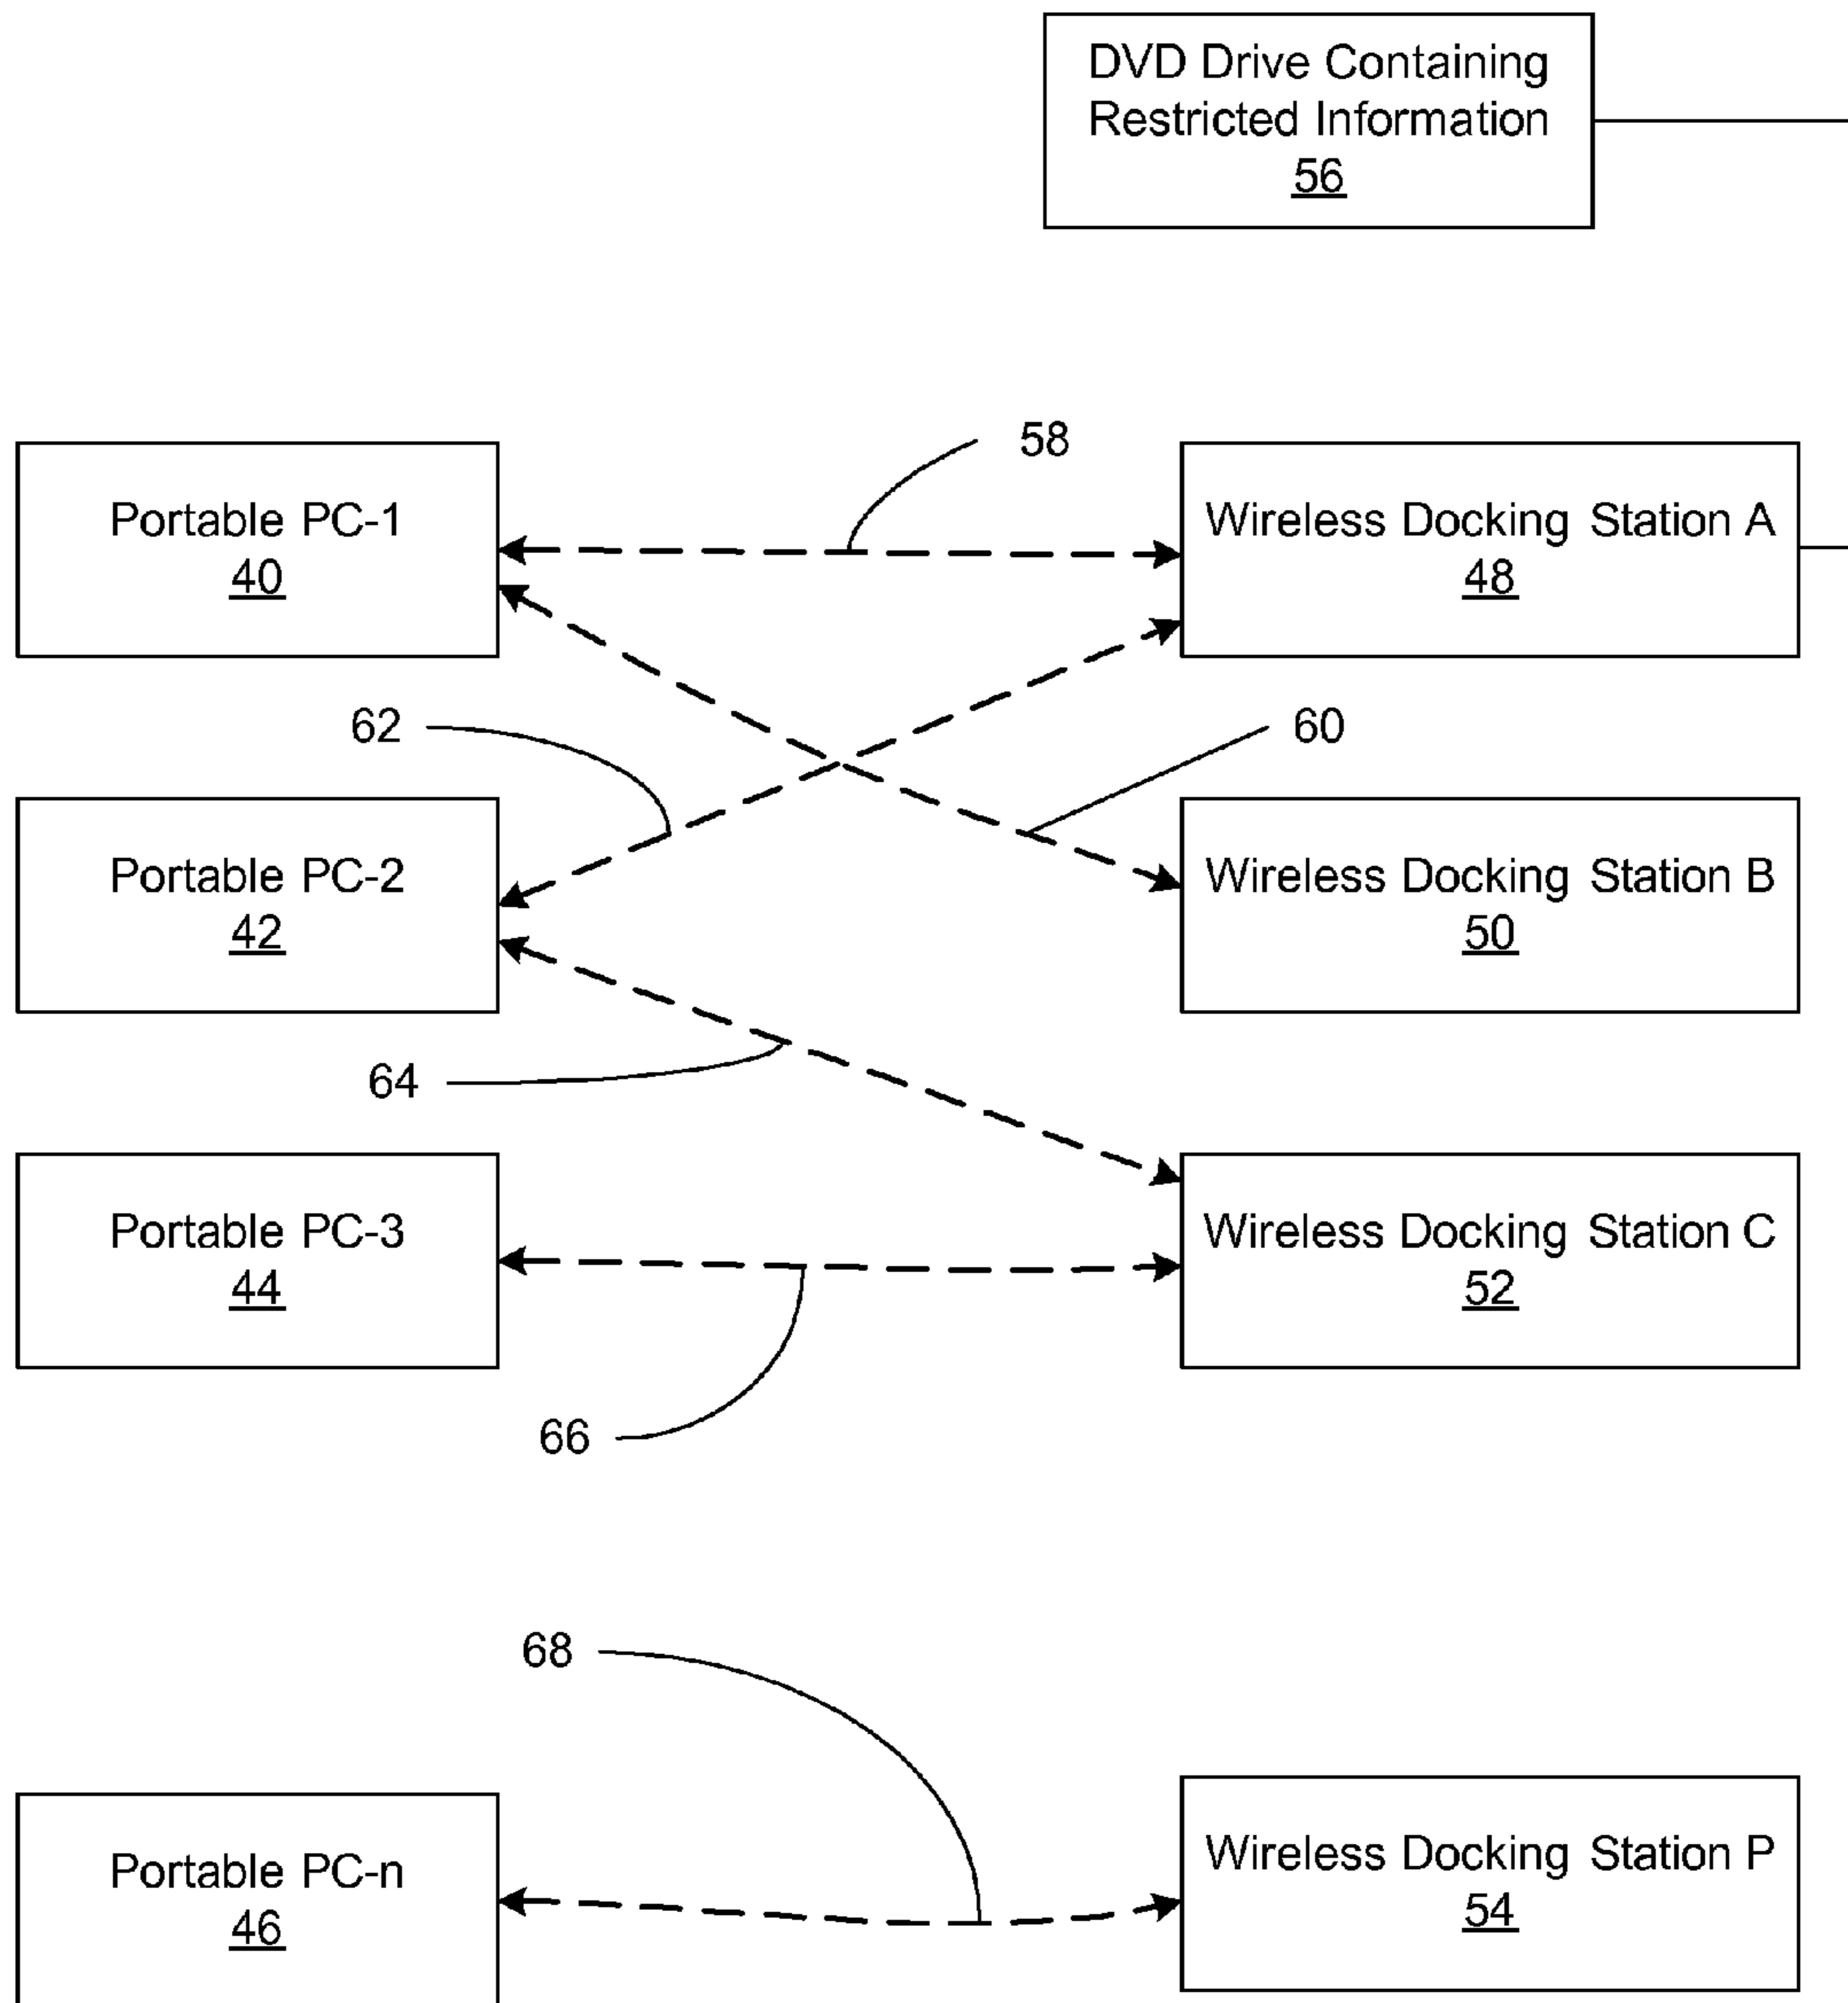 DVD Drive Containing
Restricted Information
56
58
Portable PC-1
40
Wireless Docking Station A
48
62
60
Portable PC-2
42
Wireless Docking Station B
50
64
Portable PC-3
44
Wireless Docking Station C
52
66
68
Portable PC-n
46
Wireless Docking Station P
54